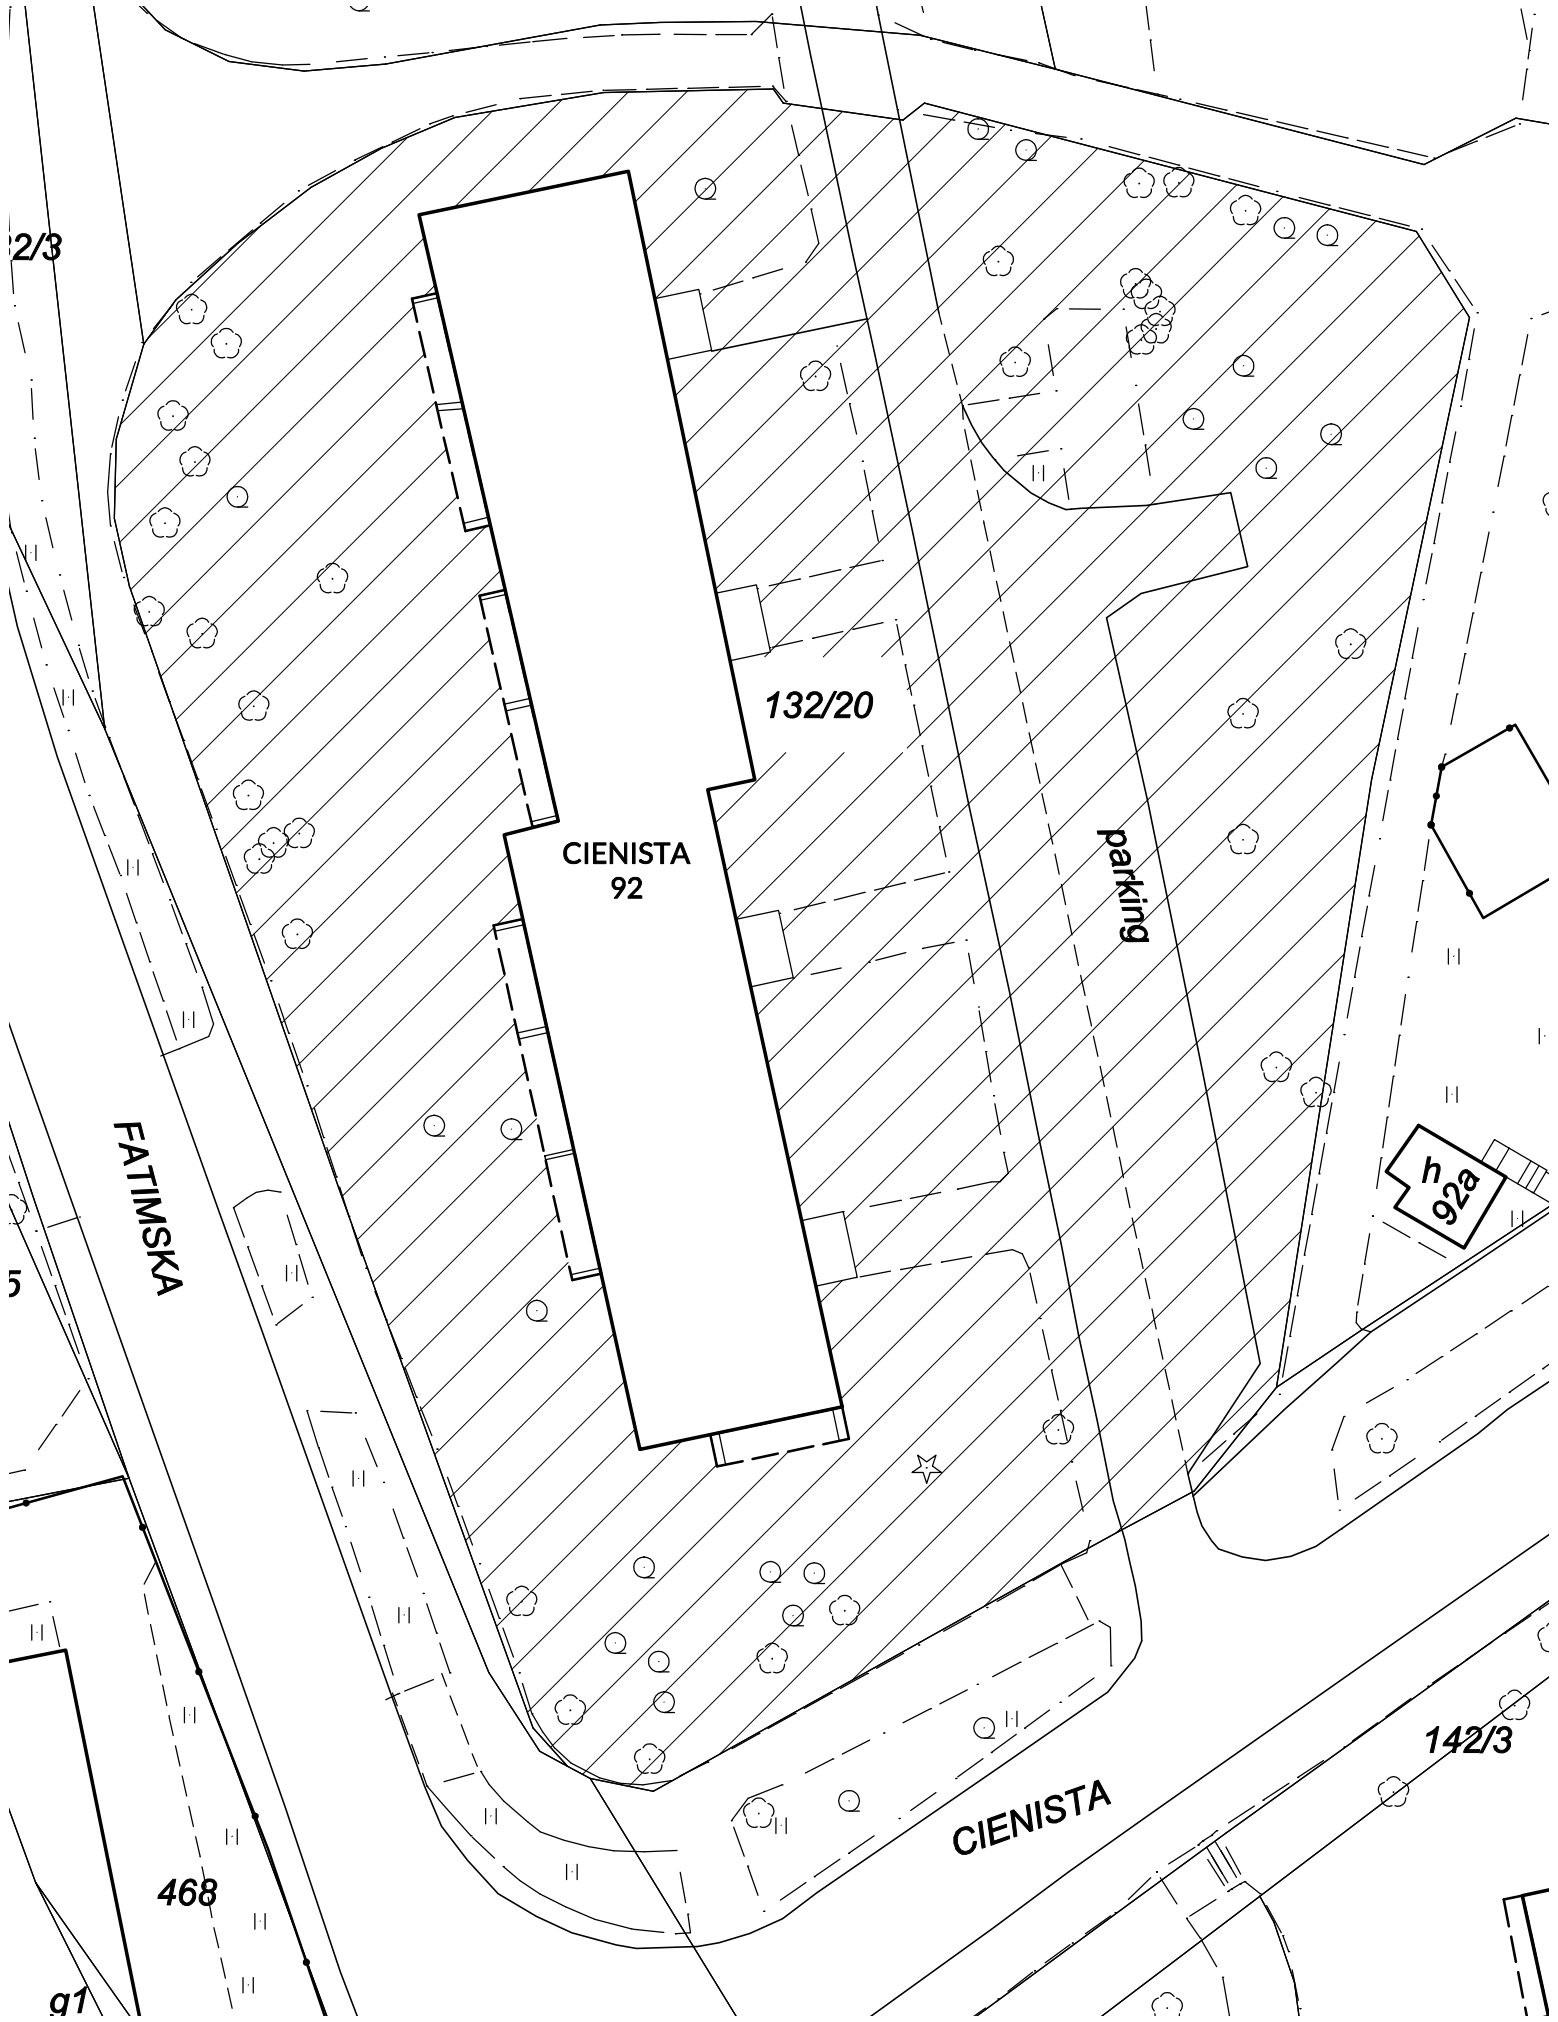 2/3
132/20
CIENISTA
92
parking
FATIMSKA
h
92a
5
142/3
CIENISTA
468
g1